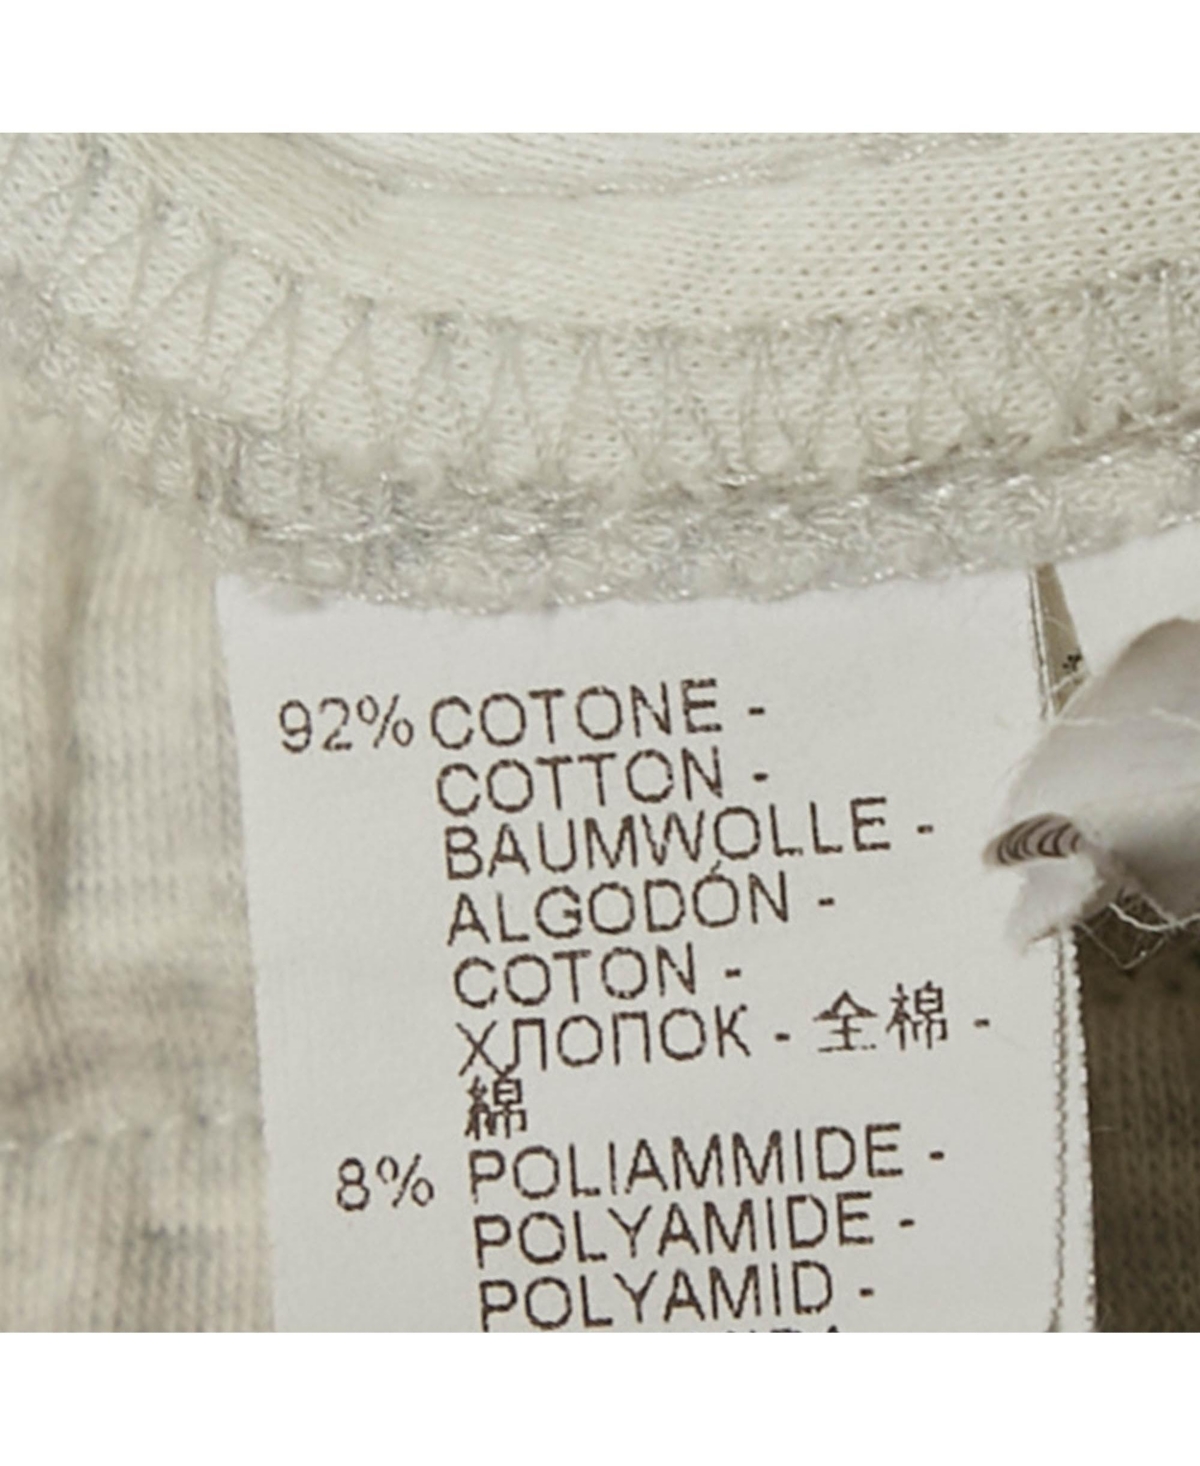 92% COTONE -
COTTON -
BAUMWOLLE -
ALGODÓN -
COTON -
ХЛОПОК - 全棉 -
綿
8% POLIAMMIDE -
POLYAMIDE -
POLYAMID -